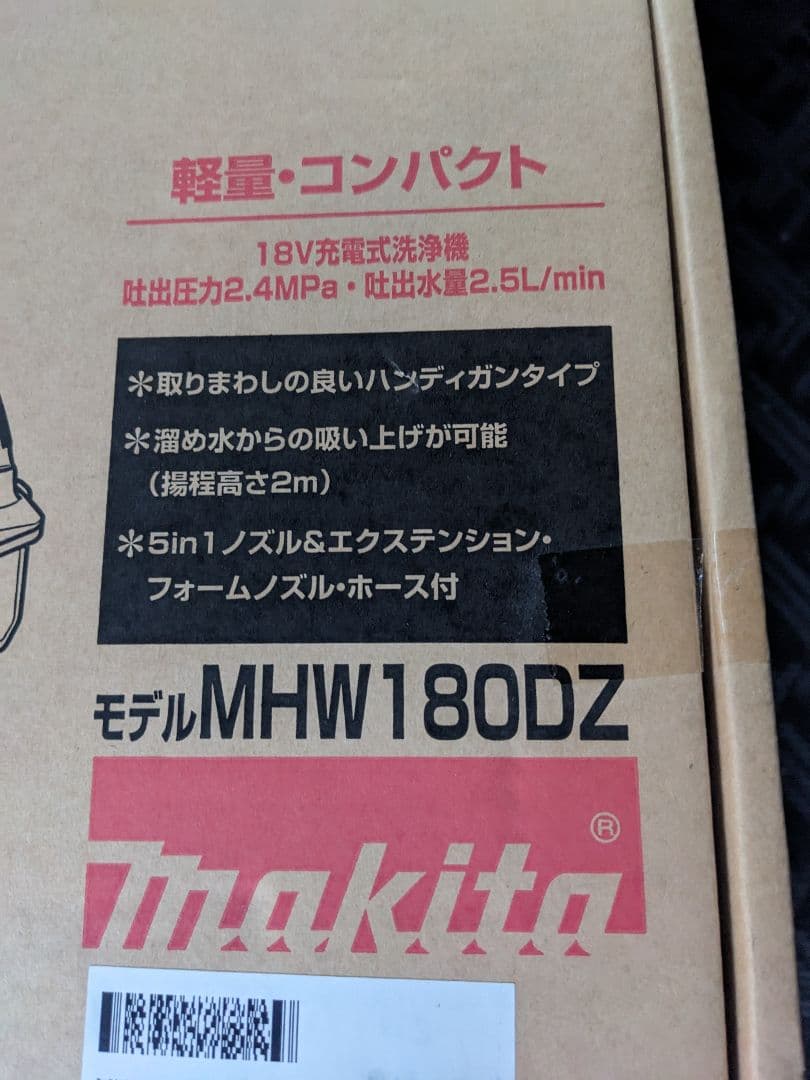 軽量・コンパクト
18V充電式洗浄機
吐出圧力2.4MPa・吐出水量2.5L/min
＊取りまわしの良いハンディガンタイプ
＊溜め水からの吸い上げが可能
（揚程高さ2m）
＊5in1ノズル&エクステンション・
フォームノズル・ホース付
モデルMHW180DZ
makita®